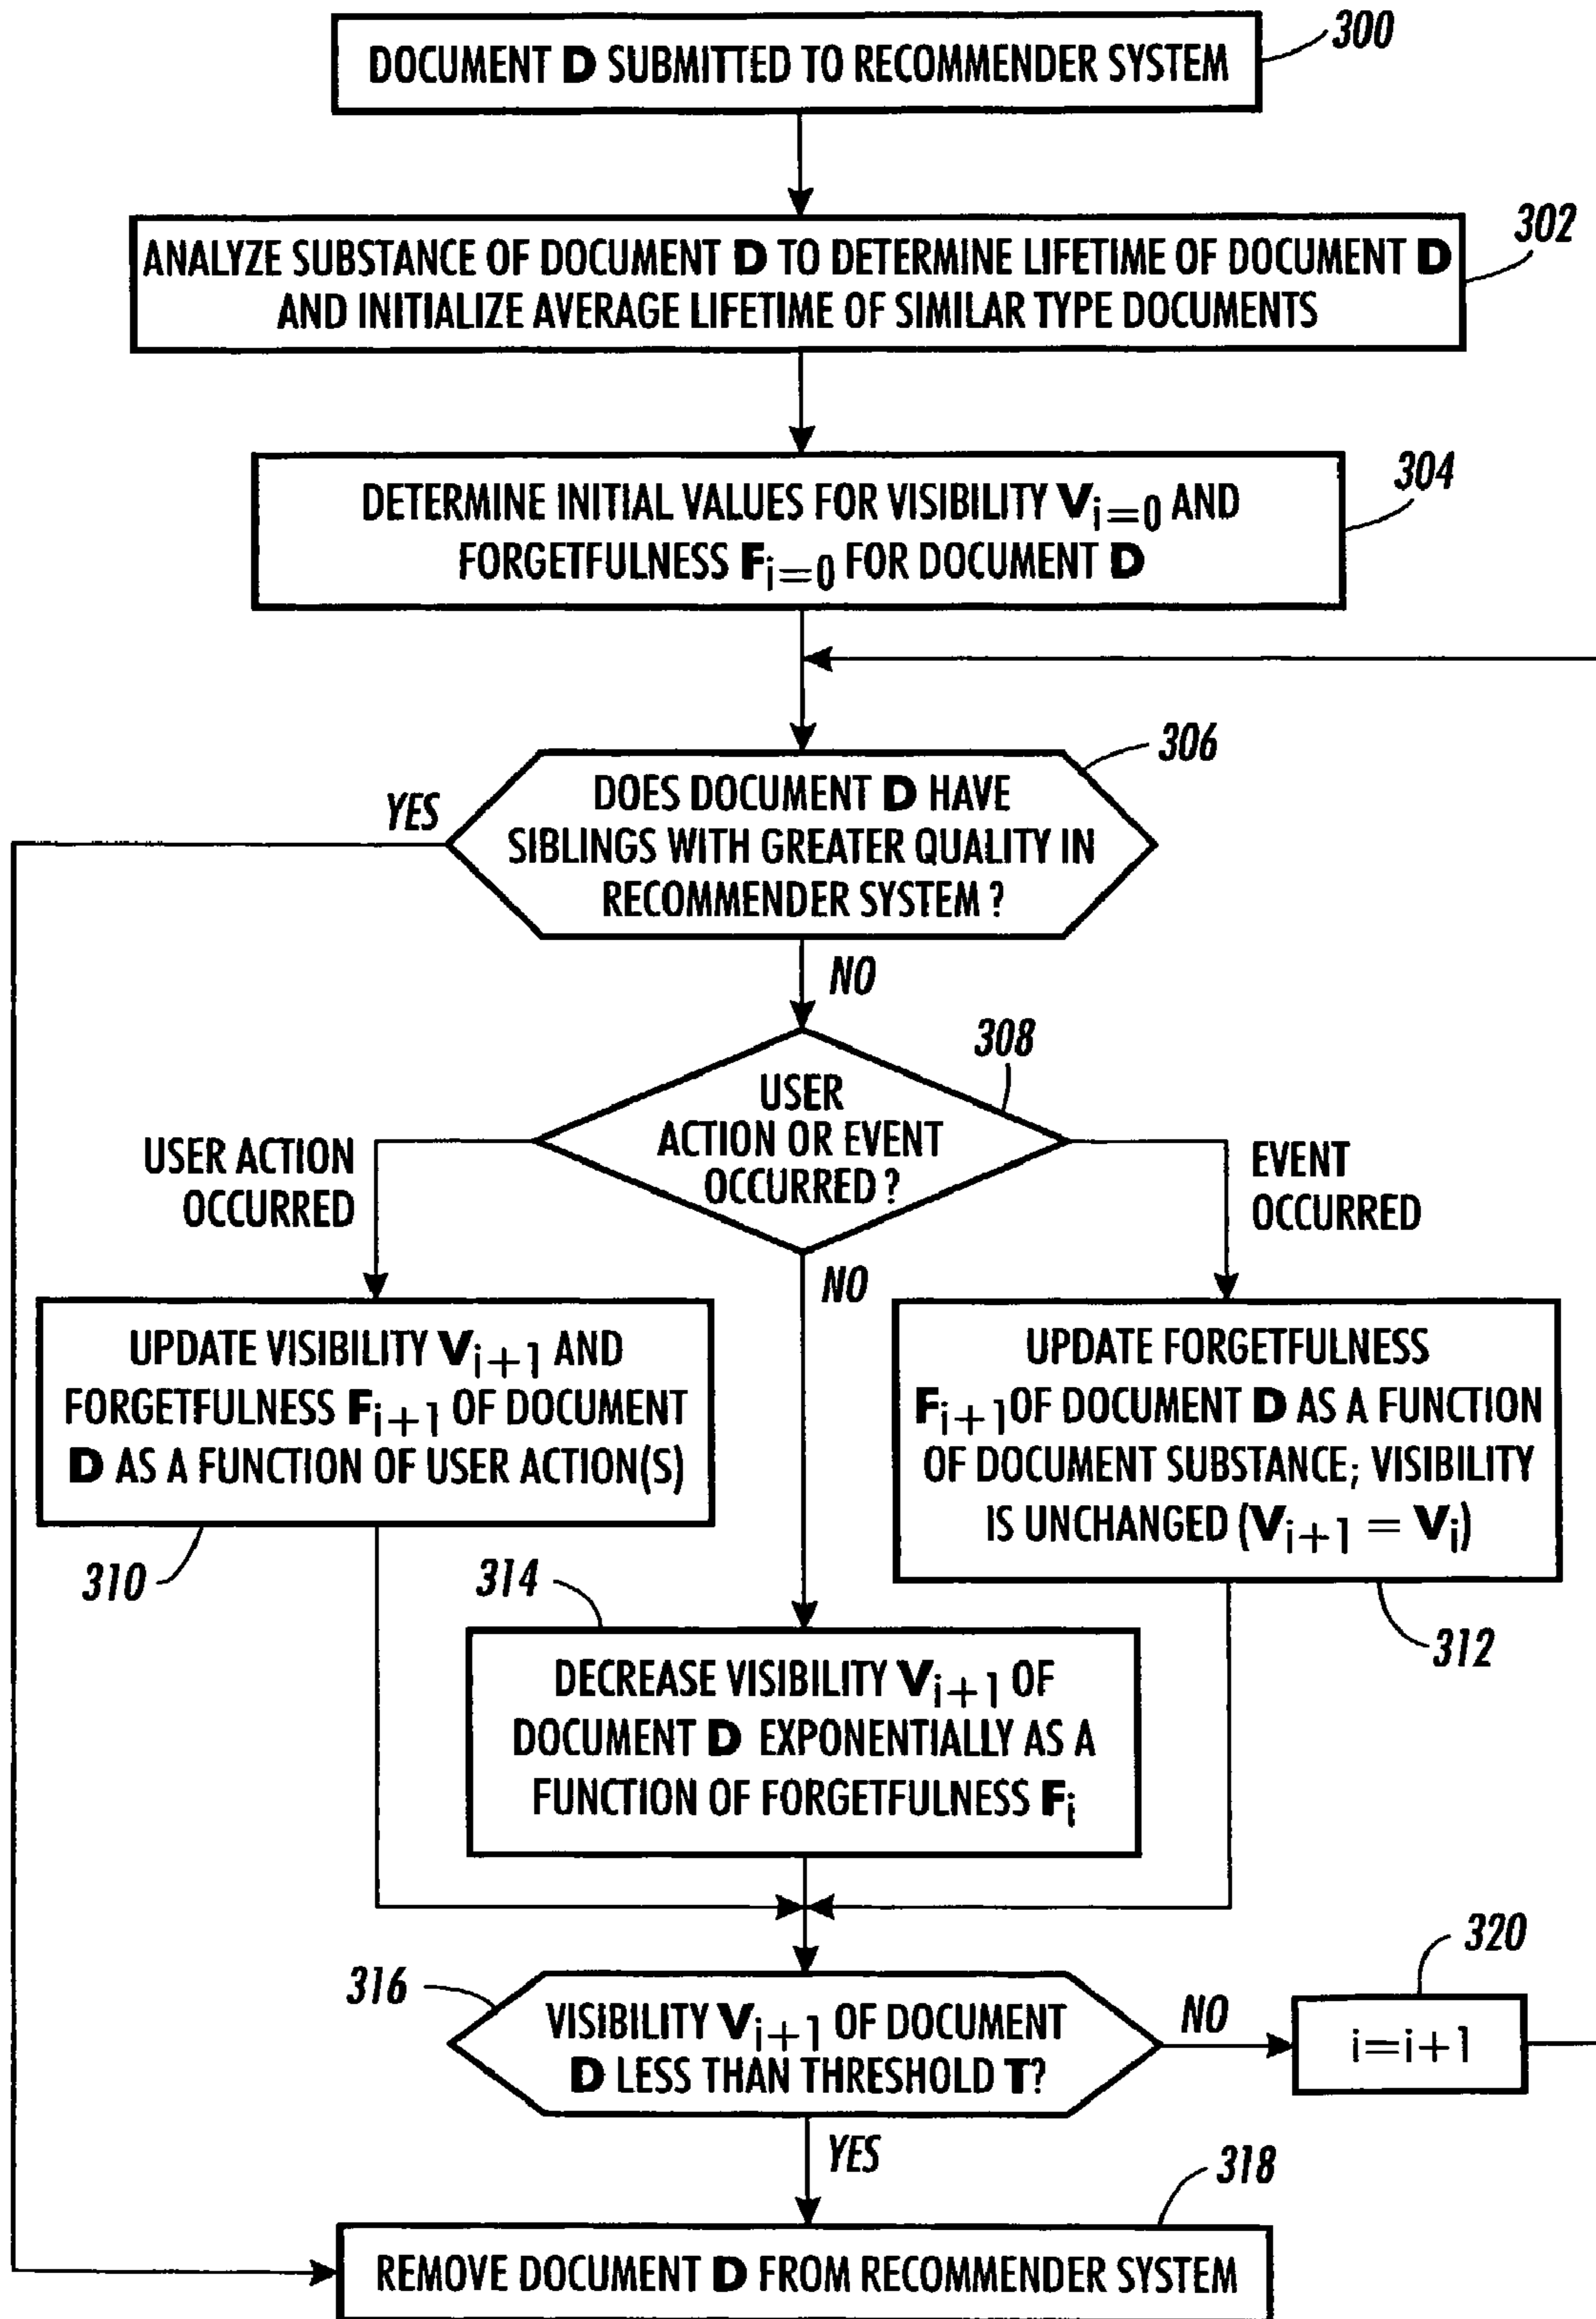 DOCUMENT D SUBMITTED TO RECOMMENDER SYSTEM
300
302
ANALYZE SUBSTANCE OF DOCUMENT D TO DETERMINE LIFETIME OF DOCUMENT D
AND INITIALIZE AVERAGE LIFETIME OF SIMILAR TYPE DOCUMENTS
304
DETERMINE INITIAL VALUES FOR VISIBILITY Vi=0 AND
FORGETFULNESS Fi=0 FOR DOCUMENT D
306
DOES DOCUMENT D HAVE
SIBLINGS WITH GREATER QUALITY IN
RECOMMENDER SYSTEM?
YES
NO
308
USER
ACTION OR EVENT
OCCURRED?
USER ACTION
OCCURRED
EVENT
OCCURRED
NO
UPDATE VISIBILITY Vi+1 AND
FORGETFULNESS Fi+1 OF DOCUMENT
D AS A FUNCTION OF USER ACTION(S)
310
UPDATE FORGETFULNESS
Fi+1 OF DOCUMENT D AS A FUNCTION
OF DOCUMENT SUBSTANCE; VISIBILITY
IS UNCHANGED (Vi+1 = Vi)
312
314
DECREASE VISIBILITY Vi+1 OF
DOCUMENT D EXPONENTIALLY AS A
FUNCTION OF FORGETFULNESS Fi
316
VISIBILITY Vi+1 OF DOCUMENT
D LESS THAN THRESHOLD T?
NO
320
i=i+1
YES
318
REMOVE DOCUMENT D FROM RECOMMENDER SYSTEM